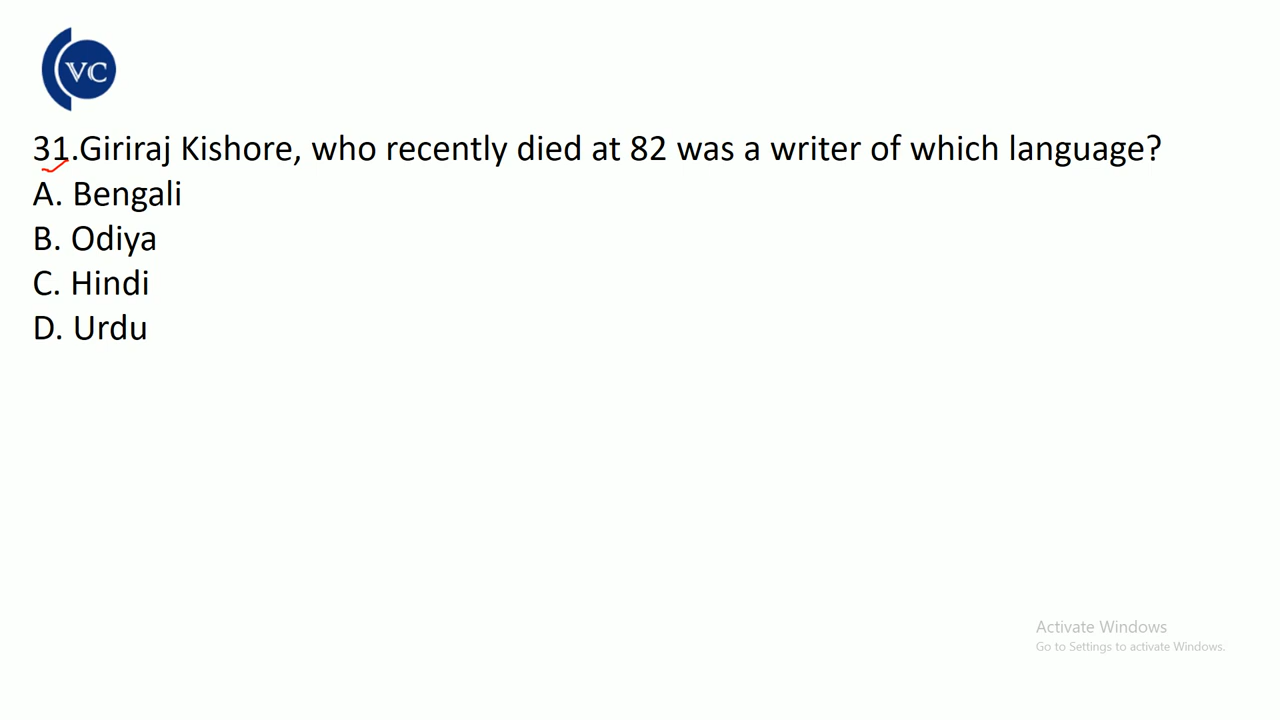 VC
31.Giriraj Kishore, who recently died at 82 was a writer of which language?
A. Bengali
B. Odiya
C. Hindi
D. Urdu
Activate Windows
Go to Settings to activate Windows.